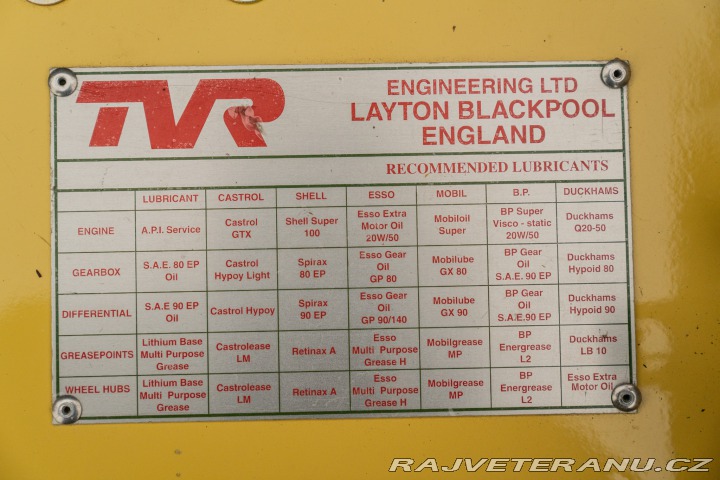 TVR
ENGINEERING LTD
LAYTON BLACKPOOL
ENGLAND
RECOMMENDED LUBRICANTS
LUBRICANT CASTROL SHELL ESSO MOBIL B.P. DUCKHAMS
ENGINE A.P.I. Service Castrol GTX Shell Super 100 Esso Extra Motor Oil 20W/50 Mobiloil Super BP Super Visco - static 20W/50 Duckhams Q20-50
GEARBOX S.A.E. 80 EP Oil Castrol Hypoy Light Spirax 80 EP Esso Gear Oil GP 80 Mobilube GX 80 BP Gear Oil S.A.E. 90 EP Duckhams Hypoid 80
DIFFERENTIAL S.A.E 90 EP Oil Castrol Hypoy Spirax 90 EP Esso Gear Oil GP 90/140 Mobilube GX 90 BP Gear Oil S.A.E.90 EP Duckhams Hypoid 90
GREASEPOINTS Lithium Base Multi Purpose Grease Castrolease LM Retinax A Esso Multi Purpose Grease H Mobilgrease MP BP Energrease L2 Duckhams LB 10
WHEEL HUBS Lithium Base Multi Purpose Grease Castrolease LM Retinax A Esso Multi Purpose Grease H Mobilgrease MP BP Energrease L2 Esso Extra Motor Oil
RAJVETERANU.CZ